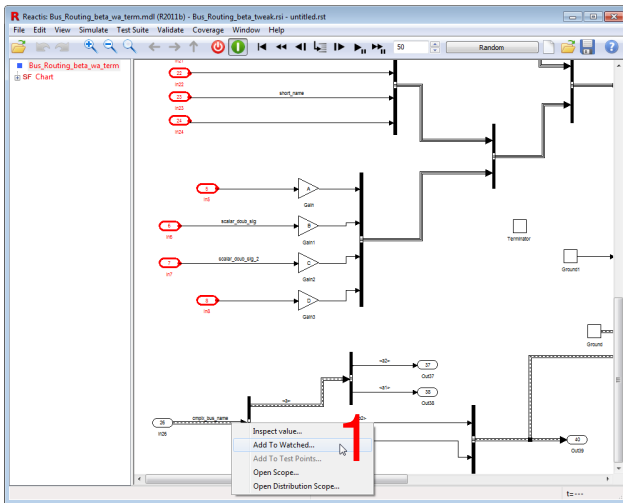 Reactis: Bus_Routing_beta_wa_term.mdl (R2011b) - Bus_Routing_beta_tweak.rsi - untitled.rst
File Edit View Simulate Test Suite Validate Coverage Window Help
50
Random
Bus_Routing_beta_wa_term
SF Chart
In21
22
In22
23
short_name
In23
24
In24
5
In5
A
Gain
6
scalar_doub_sig
In6
B
Gain1
7
scalar_doub_sig_2
In7
C
Gain2
8
In8
D
Gain3
Terminator
Ground1
Ground
<a0>
37
Out37
<a1>
38
Out38
26
cmplx_bus_name
In26
40
Out39
1
Inspect value...
Add To Watched...
Add To Test Points...
Open Scope...
Open Distribution Scope...
t=---